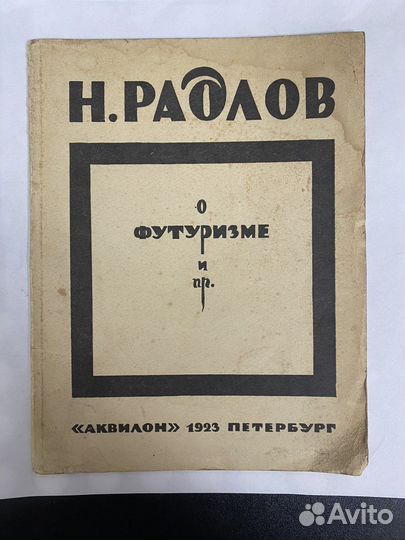 Н. РАДЛОВ
О
ФУТУРИЗМЕ
И
пр.
«АКВИЛОН» 1923 ПЕТЕРБУРГ
Avito